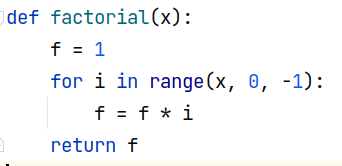 def factorial(x):
    f = 1
    for i in range(x, 0, -1):
        f = f * i
    return f